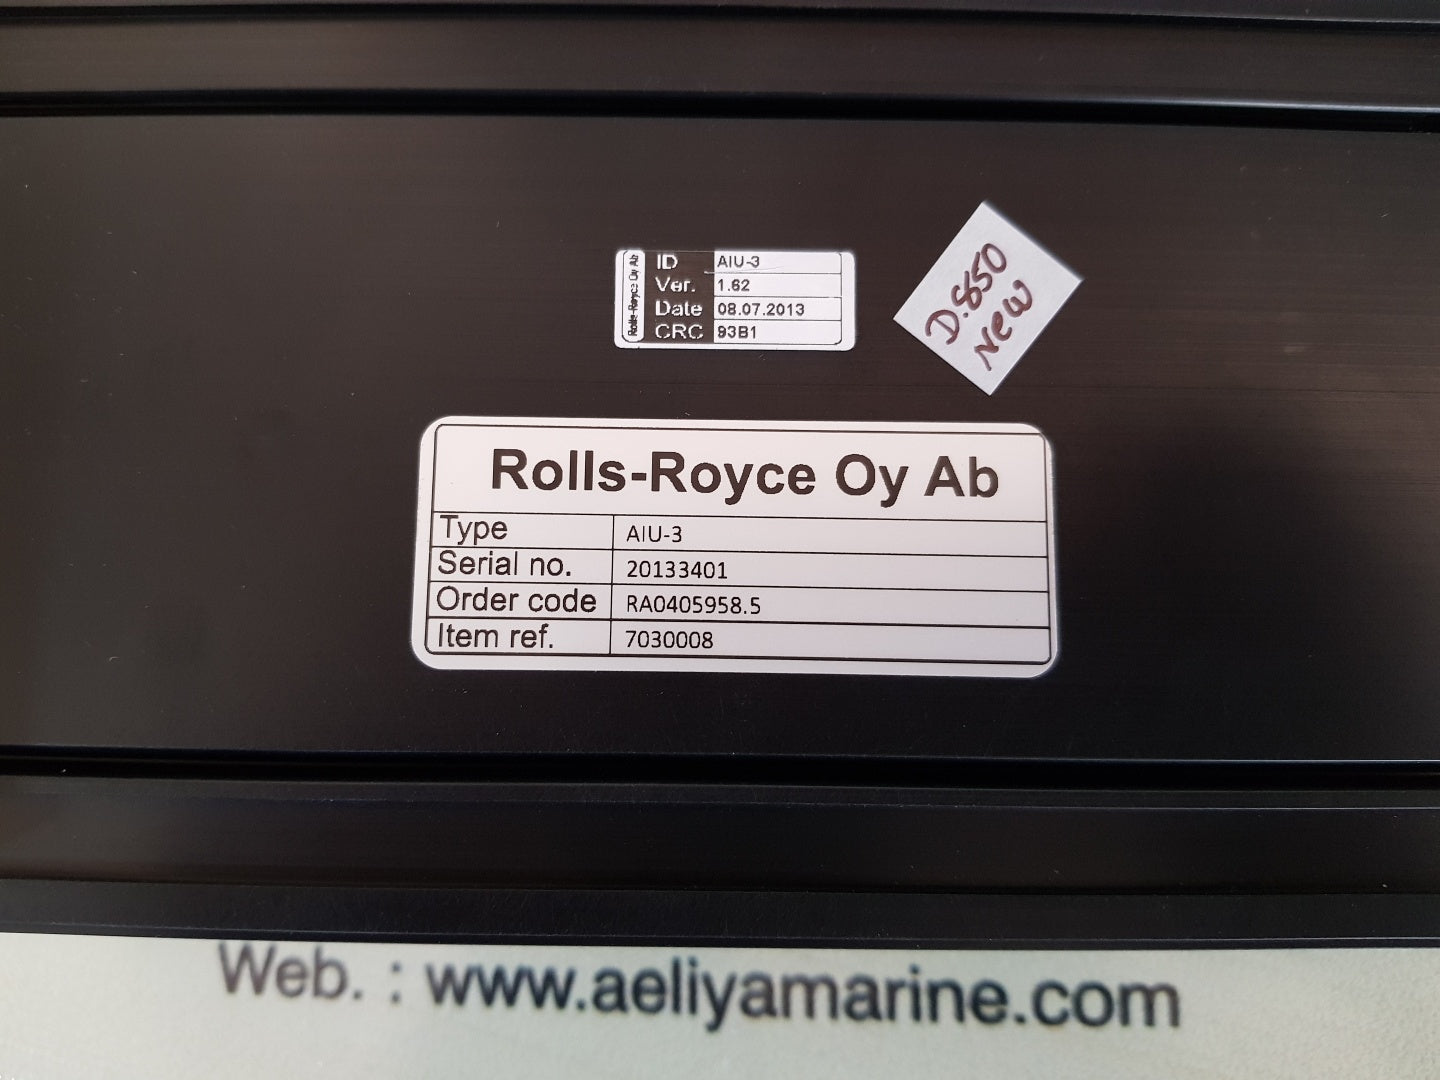 Rolls-Royce Oy Ab
ID AIU-3
Ver. 1.62
Date 08.07.2013
CRC 93B1
D.850
New
Rolls-Royce Oy Ab
Type AIU-3
Serial no. 20133401
Order code RA0405958.5
Item ref. 7030008
Web. : www.aeliyamarine.com